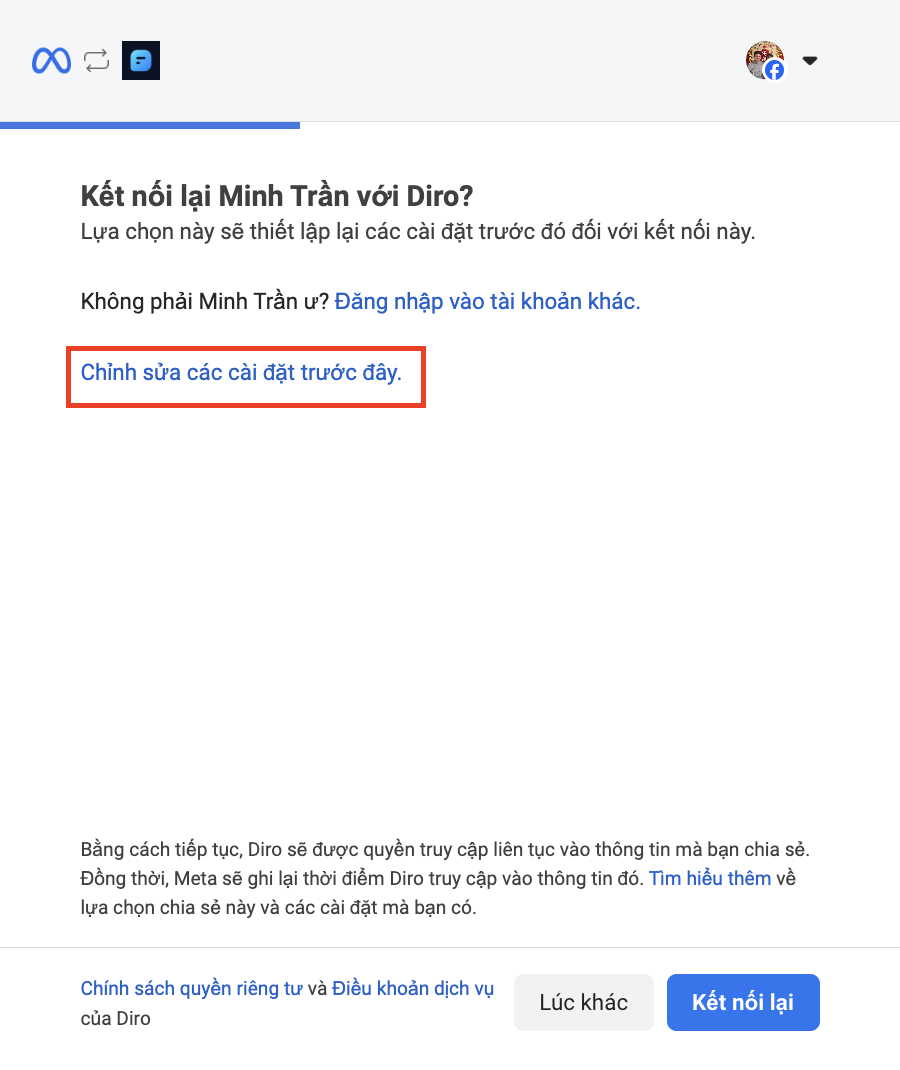 Kết nối lại Minh Trần với Diro?
Lựa chọn này sẽ thiết lập lại các cài đặt trước đó đối với kết nối này.
Không phải Minh Trần ư? Đăng nhập vào tài khoản khác.
Chỉnh sửa các cài đặt trước đây.
Bằng cách tiếp tục, Diro sẽ được quyền truy cập liên tục vào thông tin mà bạn chia sẻ.
Đồng thời, Meta sẽ ghi lại thời điểm Diro truy cập vào thông tin đó. Tìm hiểu thêm về
lựa chọn chia sẻ này và các cài đặt mà bạn có.
Chính sách quyền riêng tư và Điều khoản dịch vụ
của Diro
Lúc khác
Kết nối lại